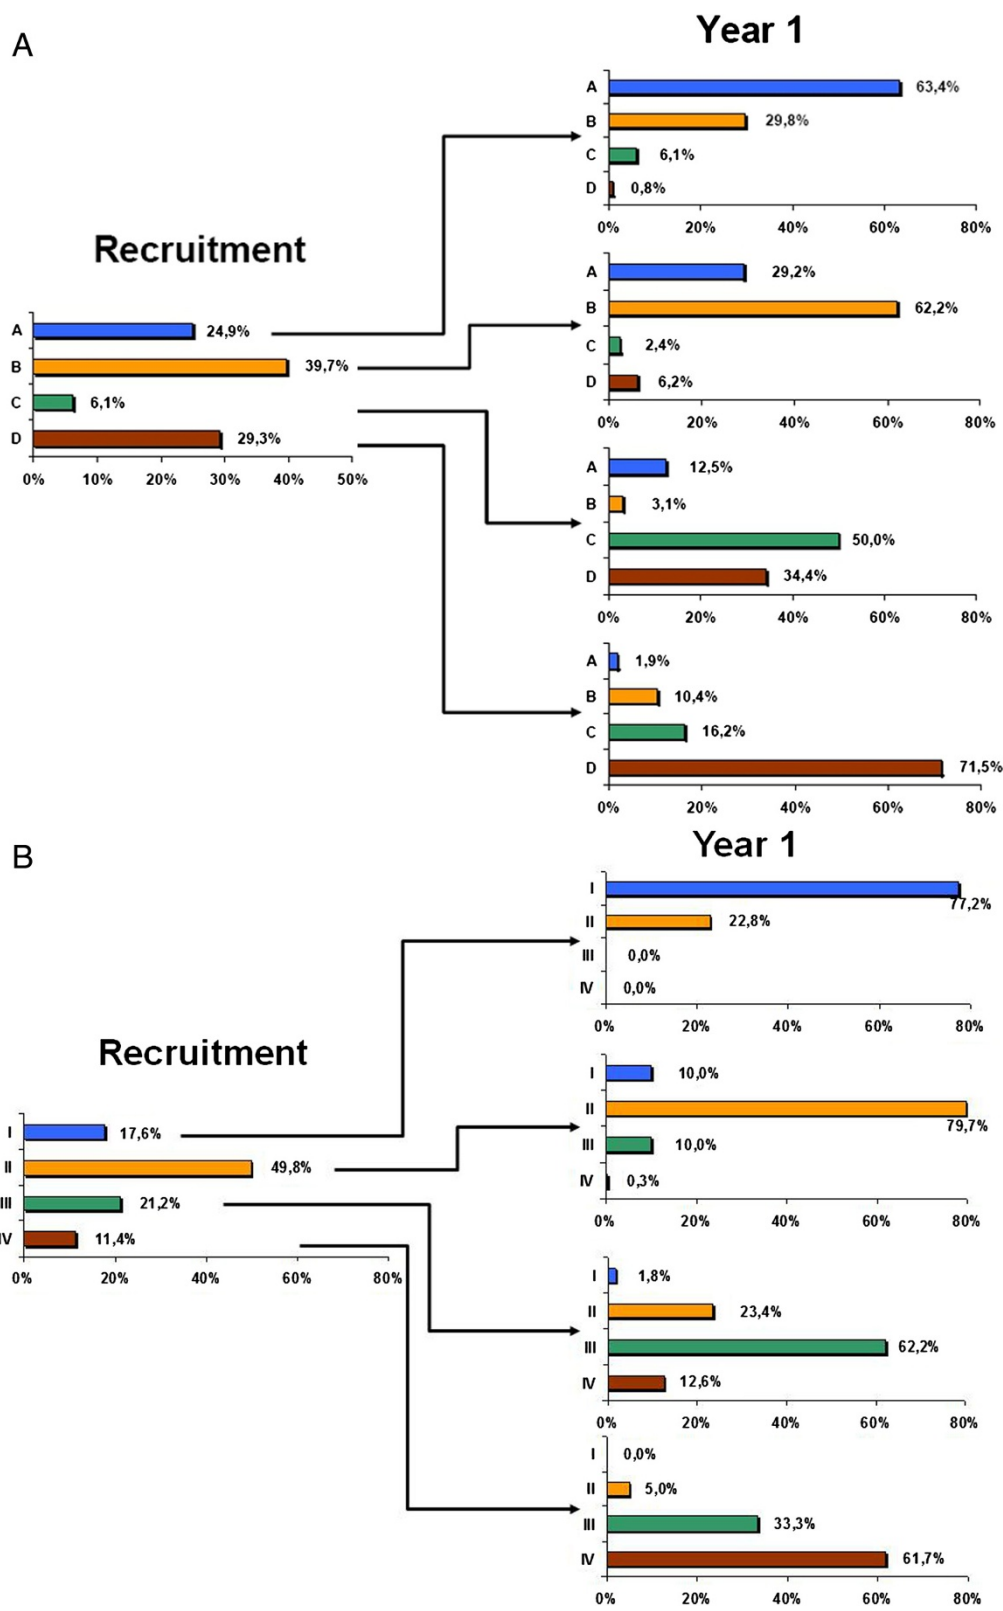 A
Year 1
A 63,4%
B 29,8%
C 6,1%
D 0,8%
0% 20% 40% 60% 80%
Recruitment
A 24,9%
B 39,7%
C 6,1%
D 29,3%
0% 10% 20% 30% 40% 50%
A 29,2%
B 62,2%
C 2,4%
D 6,2%
0% 20% 40% 60% 80%
A 12,5%
B 3,1%
C 50,0%
D 34,4%
0% 20% 40% 60% 80%
A 1,9%
B 10,4%
C 16,2%
D 71,5%
0% 20% 40% 60% 80%
B
Year 1
I 77,2%
II 22,8%
III 0,0%
IV 0,0%
0% 20% 40% 60% 80%
Recruitment
I 17,6%
II 49,8%
III 21,2%
IV 11,4%
0% 20% 40% 60% 80%
I 10,0%
II 79,7%
III 10,0%
IV 0,3%
0% 20% 40% 60% 80%
I 1,8%
II 23,4%
III 62,2%
IV 12,6%
0% 20% 40% 60% 80%
I 0,0%
II 5,0%
III 33,3%
IV 61,7%
0% 20% 40% 60% 80%